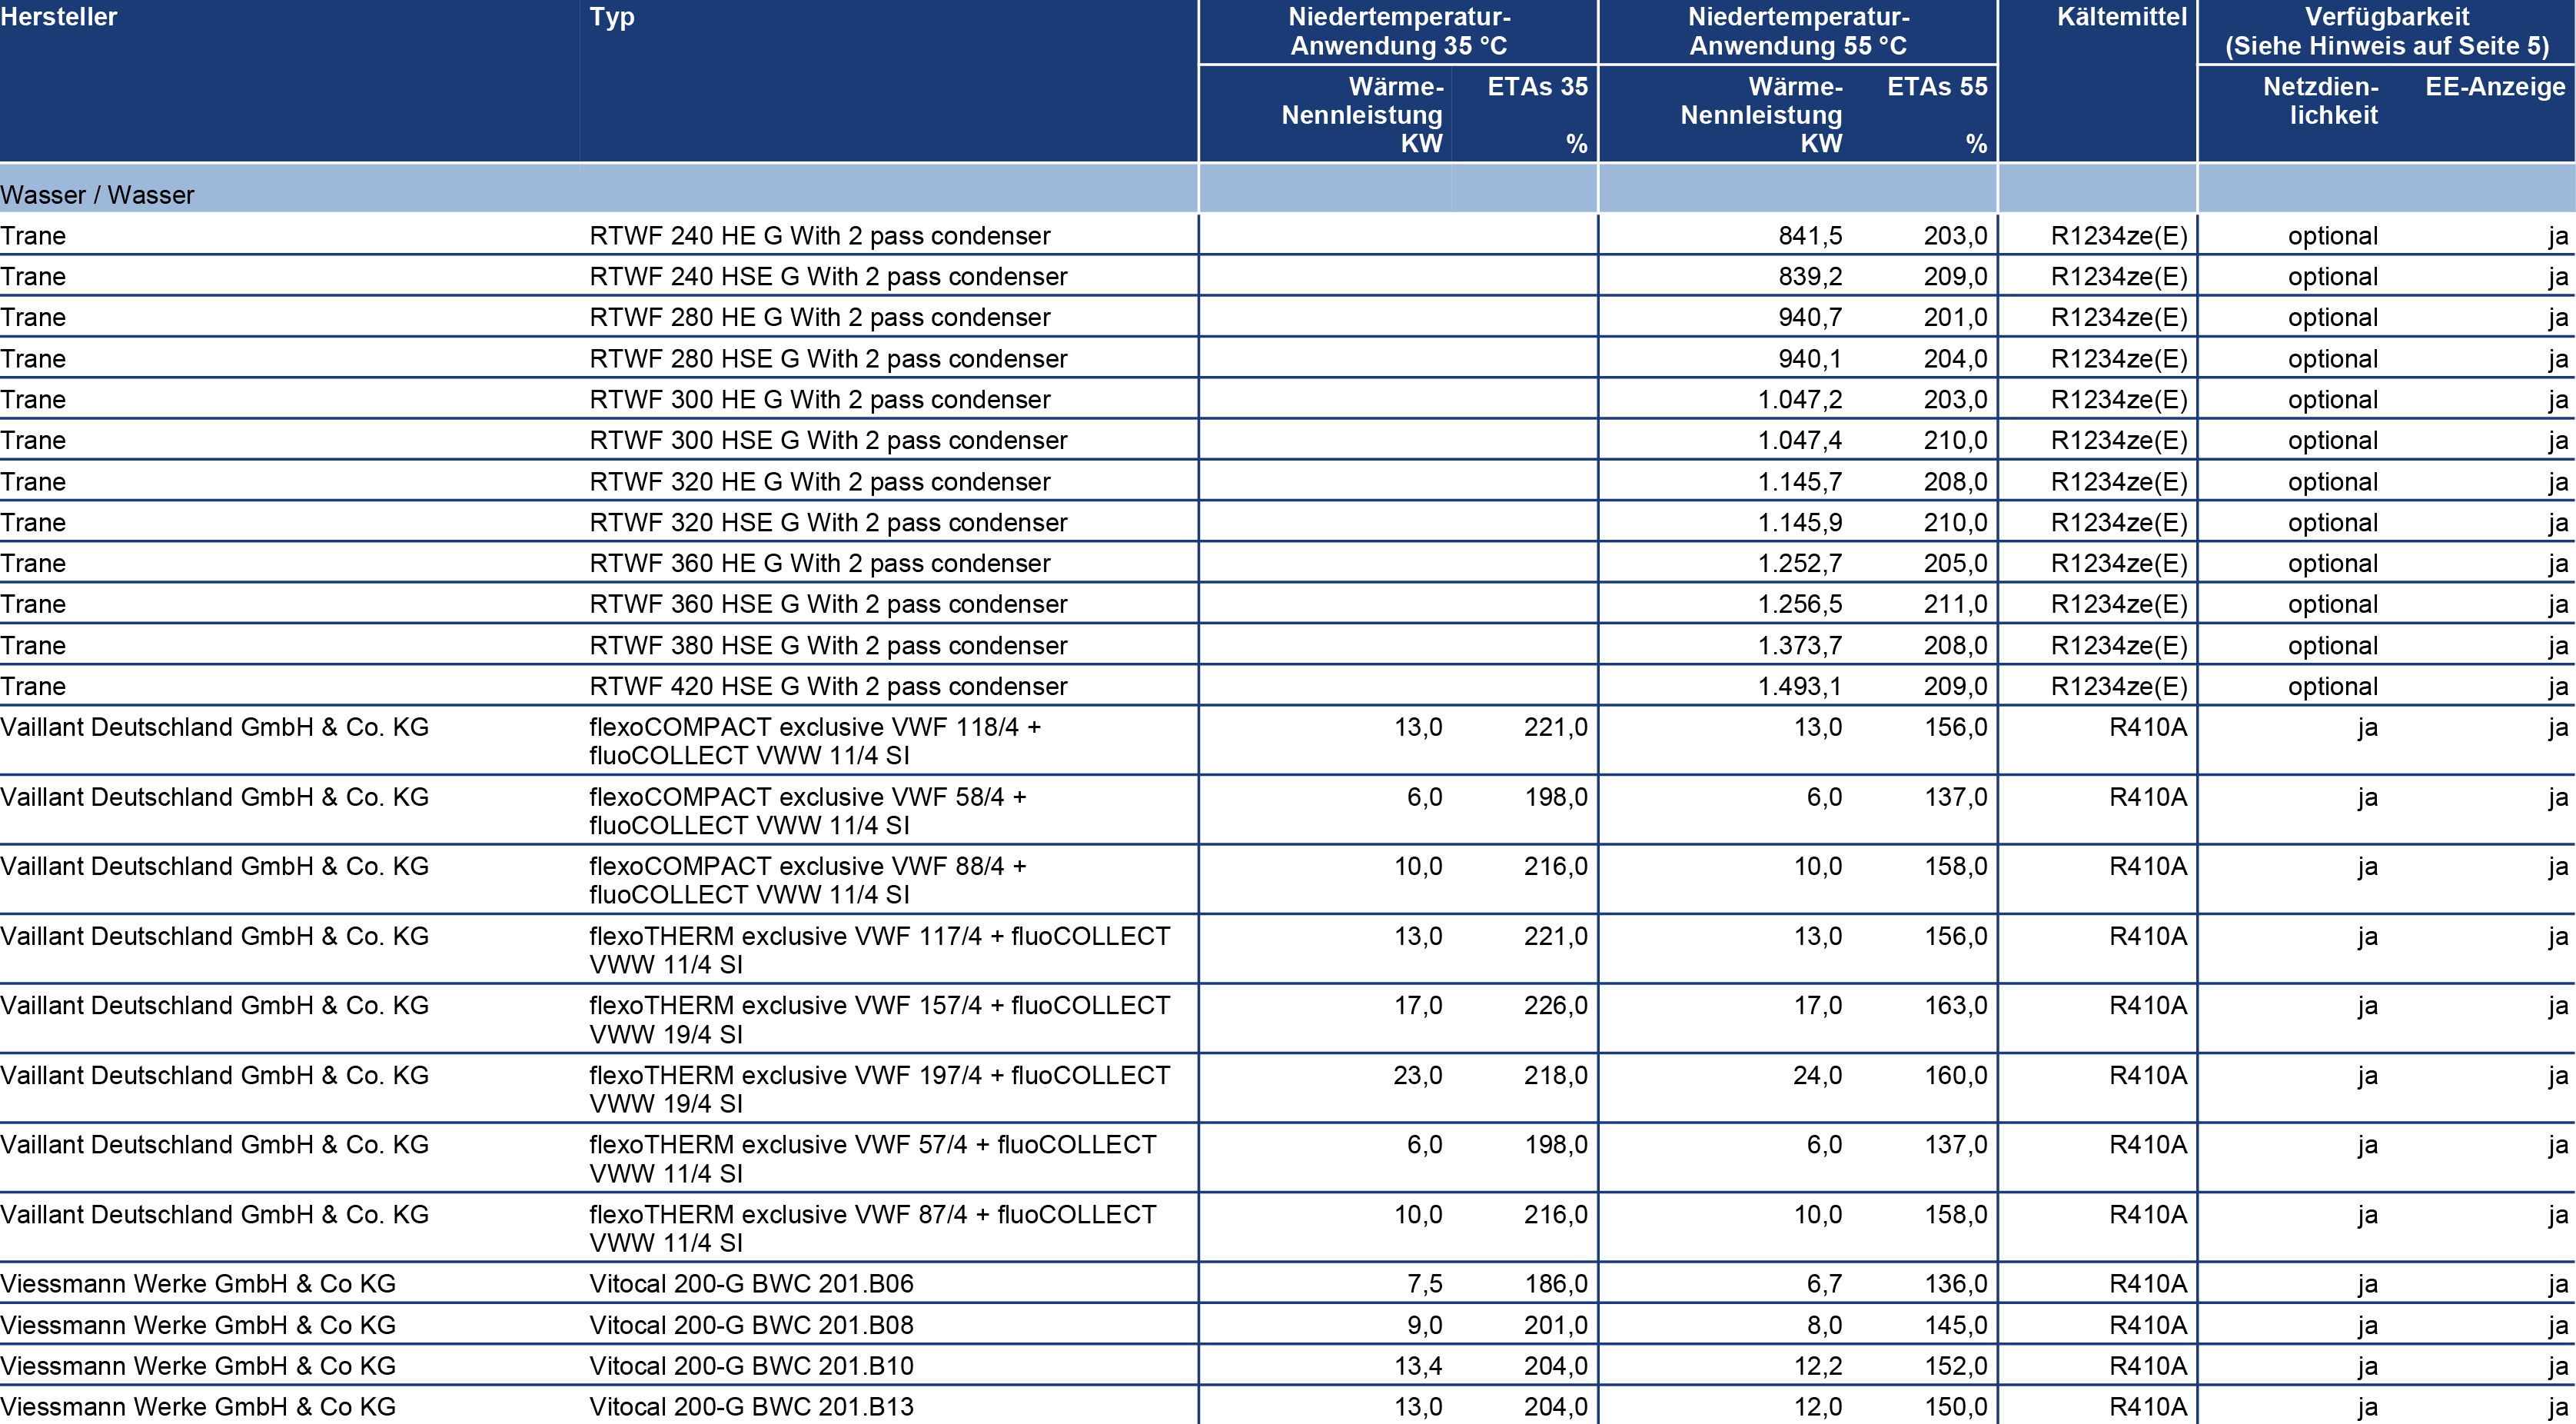 Hersteller Typ Niedertemperatur- Niedertemperatur- Kältemittel Verfügbarkeit
Anwendung 35 °C Anwendung 55 °C (Siehe Hinweis auf Seite 5)
Wärme- ETAs 35 Wärme- ETAs 55 Netzdien- EE-Anzeige
Nennleistung Nennleistung lichkeit
KW % KW %
Wasser / Wasser
Trane RTWF 240 HE G With 2 pass condenser 841,5 203,0 R1234ze(E) optional ja
Trane RTWF 240 HSE G With 2 pass condenser 839,2 209,0 R1234ze(E) optional ja
Trane RTWF 280 HE G With 2 pass condenser 940,7 201,0 R1234ze(E) optional ja
Trane RTWF 280 HSE G With 2 pass condenser 940,1 204,0 R1234ze(E) optional ja
Trane RTWF 300 HE G With 2 pass condenser 1.047,2 203,0 R1234ze(E) optional ja
Trane RTWF 300 HSE G With 2 pass condenser 1.047,4 210,0 R1234ze(E) optional ja
Trane RTWF 320 HE G With 2 pass condenser 1.145,7 208,0 R1234ze(E) optional ja
Trane RTWF 320 HSE G With 2 pass condenser 1.145,9 210,0 R1234ze(E) optional ja
Trane RTWF 360 HE G With 2 pass condenser 1.252,7 205,0 R1234ze(E) optional ja
Trane RTWF 360 HSE G With 2 pass condenser 1.256,5 211,0 R1234ze(E) optional ja
Trane RTWF 380 HSE G With 2 pass condenser 1.373,7 208,0 R1234ze(E) optional ja
Trane RTWF 420 HSE G With 2 pass condenser 1.493,1 209,0 R1234ze(E) optional ja
Vaillant Deutschland GmbH & Co. KG flexoCOMPACT exclusive VWF 118/4 + 13,0 221,0 13,0 156,0 R410A ja ja
fluoCOLLECT VWW 11/4 SI
Vaillant Deutschland GmbH & Co. KG flexoCOMPACT exclusive VWF 58/4 + 6,0 198,0 6,0 137,0 R410A ja ja
fluoCOLLECT VWW 11/4 SI
Vaillant Deutschland GmbH & Co. KG flexoCOMPACT exclusive VWF 88/4 + 10,0 216,0 10,0 158,0 R410A ja ja
fluoCOLLECT VWW 11/4 SI
Vaillant Deutschland GmbH & Co. KG flexoTHERM exclusive VWF 117/4 + fluoCOLLECT 13,0 221,0 13,0 156,0 R410A ja ja
VWW 11/4 SI
Vaillant Deutschland GmbH & Co. KG flexoTHERM exclusive VWF 157/4 + fluoCOLLECT 17,0 226,0 17,0 163,0 R410A ja ja
VWW 19/4 SI
Vaillant Deutschland GmbH & Co. KG flexoTHERM exclusive VWF 197/4 + fluoCOLLECT 23,0 218,0 24,0 160,0 R410A ja ja
VWW 19/4 SI
Vaillant Deutschland GmbH & Co. KG flexoTHERM exclusive VWF 57/4 + fluoCOLLECT 6,0 198,0 6,0 137,0 R410A ja ja
VWW 11/4 SI
Vaillant Deutschland GmbH & Co. KG flexoTHERM exclusive VWF 87/4 + fluoCOLLECT 10,0 216,0 10,0 158,0 R410A ja ja
VWW 11/4 SI
Viessmann Werke GmbH & Co KG Vitocal 200-G BWC 201.B06 7,5 186,0 6,7 136,0 R410A ja ja
Viessmann Werke GmbH & Co KG Vitocal 200-G BWC 201.B08 9,0 201,0 8,0 145,0 R410A ja ja
Viessmann Werke GmbH & Co KG Vitocal 200-G BWC 201.B10 13,4 204,0 12,2 152,0 R410A ja ja
Viessmann Werke GmbH & Co KG Vitocal 200-G BWC 201.B13 13,0 204,0 12,0 150,0 R410A ja ja